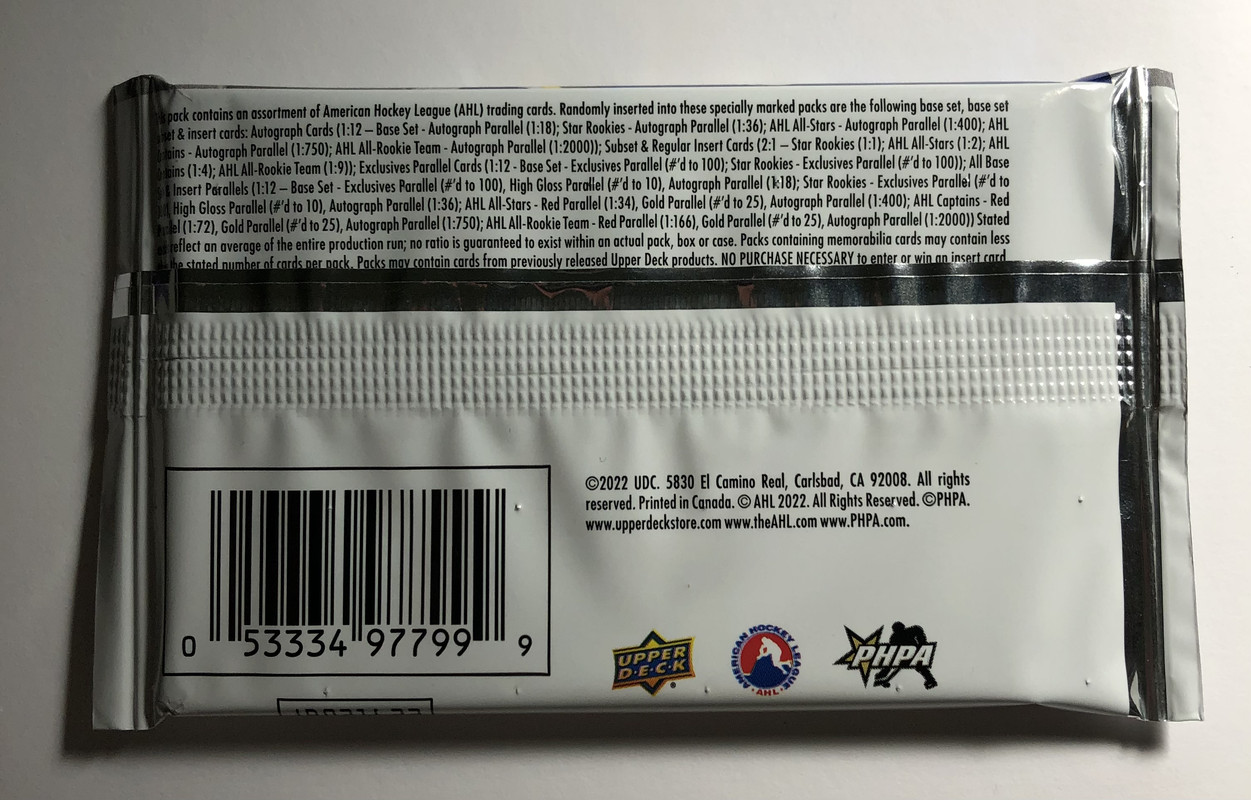 pack contains an assortment of American Hockey League (AHL) trading cards. Randomly inserted into these specially marked packs are the following base set, base set
& insert cards: Autograph Cards (1:12 – Base Set - Autograph Parallel (1:18); Star Rookies - Autograph Parallel (1:36); AHL All-Stars - Autograph Parallel (1:400); AHL
- Autograph Parallel (1:750); AHL All-Rookie Team - Autograph Parallel (1:2000)); Subset & Regular Insert Cards (2:1 – Star Rookies (1:1); AHL All-Stars (1:2); AHL
(1:4); AHL All-Rookie Team (1:9)); Exclusives Parallel Cards (1:12 - Base Set - Exclusives Parallel (#'d to 100); Star Rookies - Exclusives Parallel (#'d to 100)); All Base
& Insert Parallels (1:12 – Base Set - Exclusives Parallel (#'d to 100), High Gloss Parallel (#'d to 10), Autograph Parallel (1:18); Star Rookies - Exclusives Parallel (#'d to
High Gloss Parallel (#'d to 10), Autograph Parallel (1:36); AHL All-Stars - Red Parallel (1:34), Gold Parallel (#'d to 25), Autograph Parallel (1:400); AHL Captains - Red
(1:72), Gold Parallel (#'d to 25), Autograph Parallel (1:750); AHL All-Rookie Team - Red Parallel (1:166), Gold Parallel (#'d to 25), Autograph Parallel (1:2000)) Stated
reflect an average of the entire production run; no ratio is guaranteed to exist within an actual pack, box or case. Packs containing memorabilia cards may contain less
the stated number of cards per pack. Packs may contain cards from previously released Upper Deck products. NO PURCHASE NECESSARY to enter or win an insert card
©2022 UDC. 5830 El Camino Real, Carlsbad, CA 92008. All rights
reserved. Printed in Canada. © AHL 2022. All Rights Reserved. ©PHPA.
www.upperdeckstore.com www.theAHL.com www.PHPA.com.
0 53334 97799 9
UPPER
D·E·C·K
AMERICAN HOCKEY LEAGUE
·AHL·
PHPA